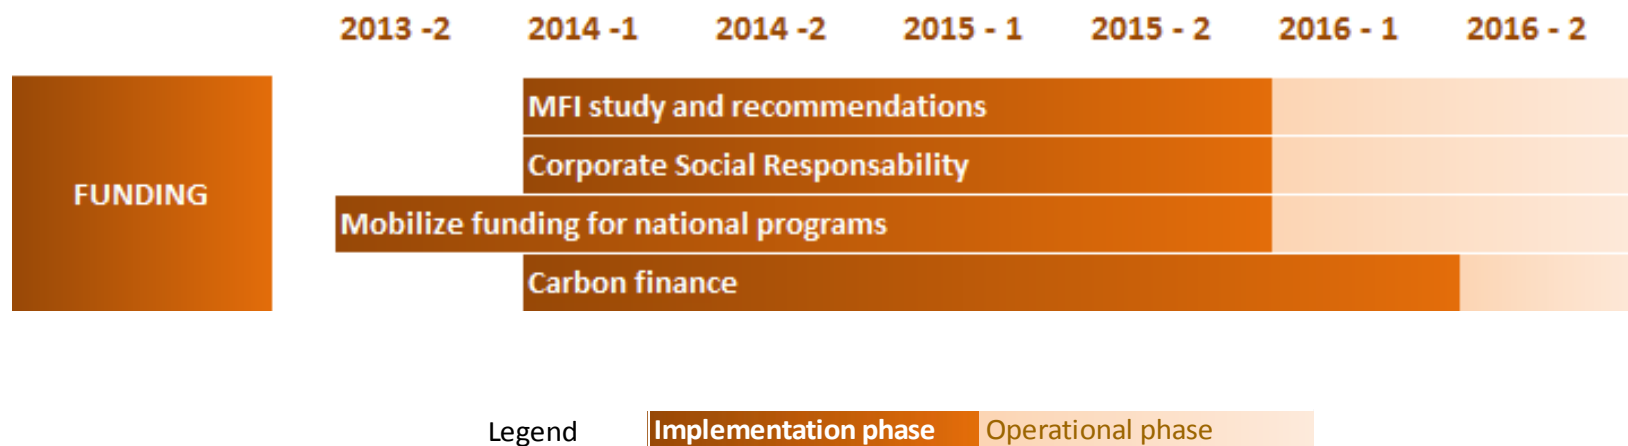 2013 -2 2014 -1 2014 -2 2015 - 1 2015 - 2 2016 - 1 2016 - 2
FUNDING
MFI study and recommendations
Corporate Social Responsability
Mobilize funding for national programs
Carbon finance
Legend Implementation phase Operational phase